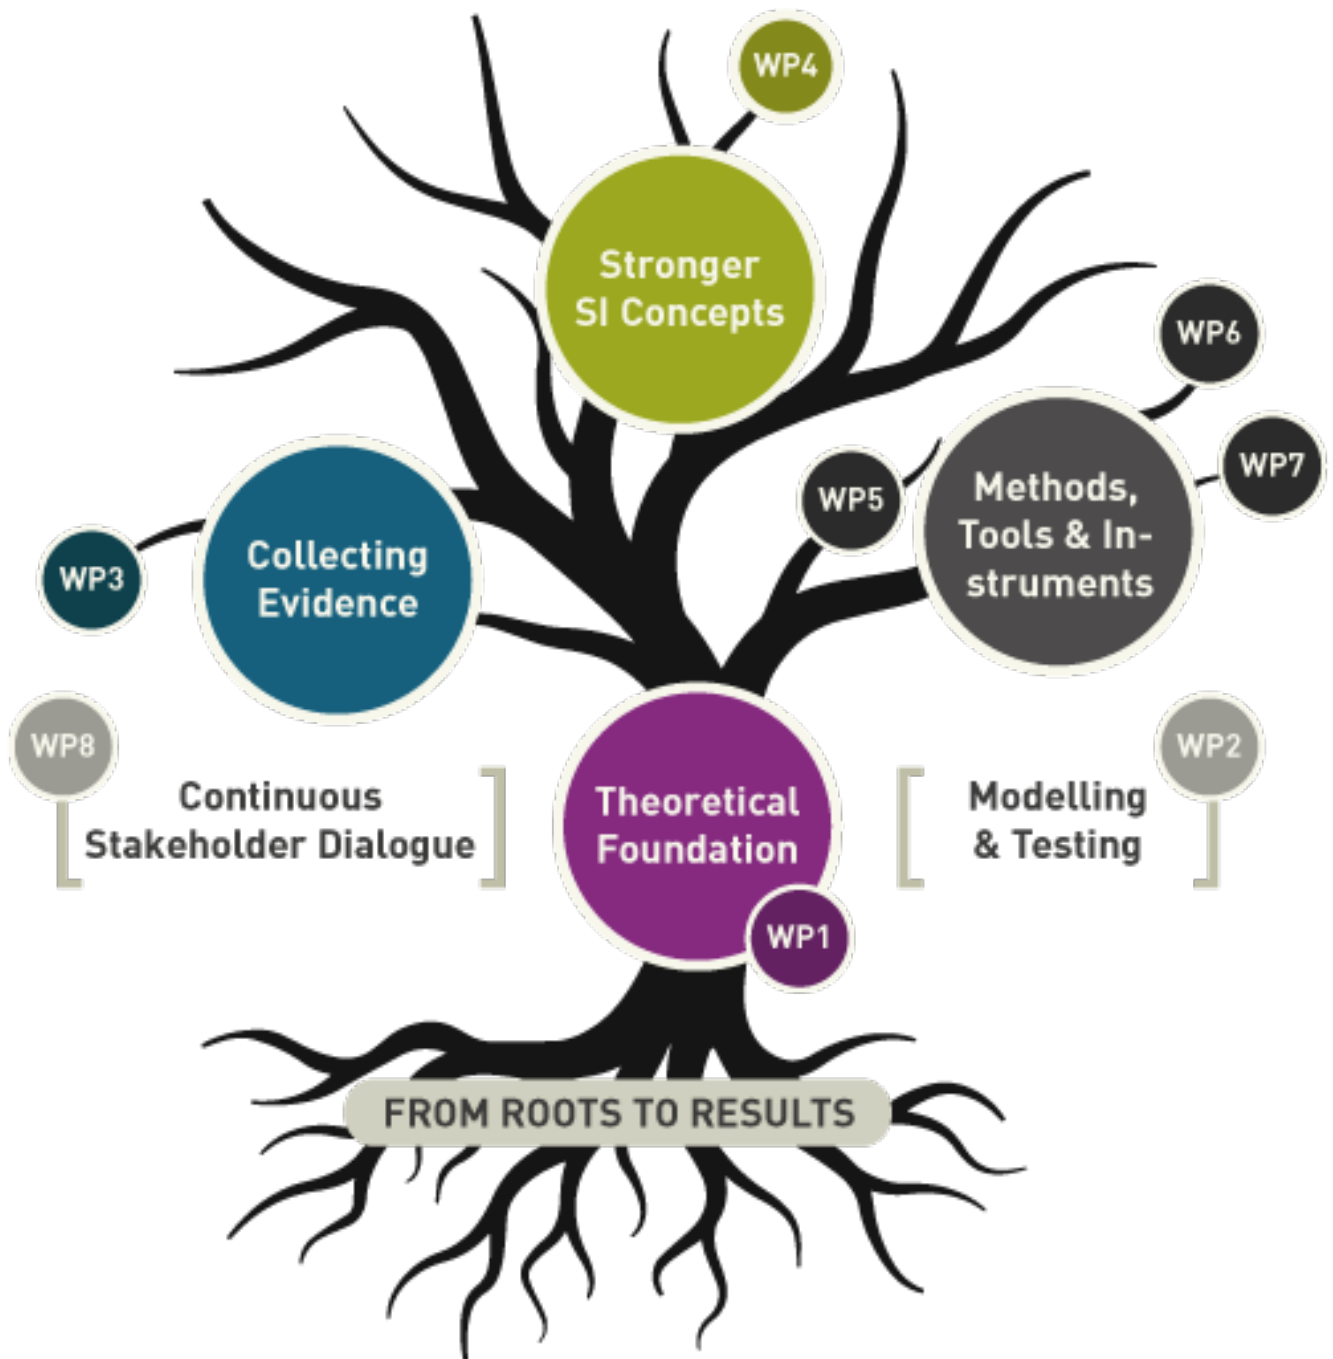 WP4
Stronger
SI Concepts
WP6
WP7
WP5
Methods,
Tools & In-
struments
WP3
Collecting
Evidence
WP8
Continuous
Stakeholder Dialogue
Theoretical
Foundation
WP1
WP2
Modelling
& Testing
FROM ROOTS TO RESULTS